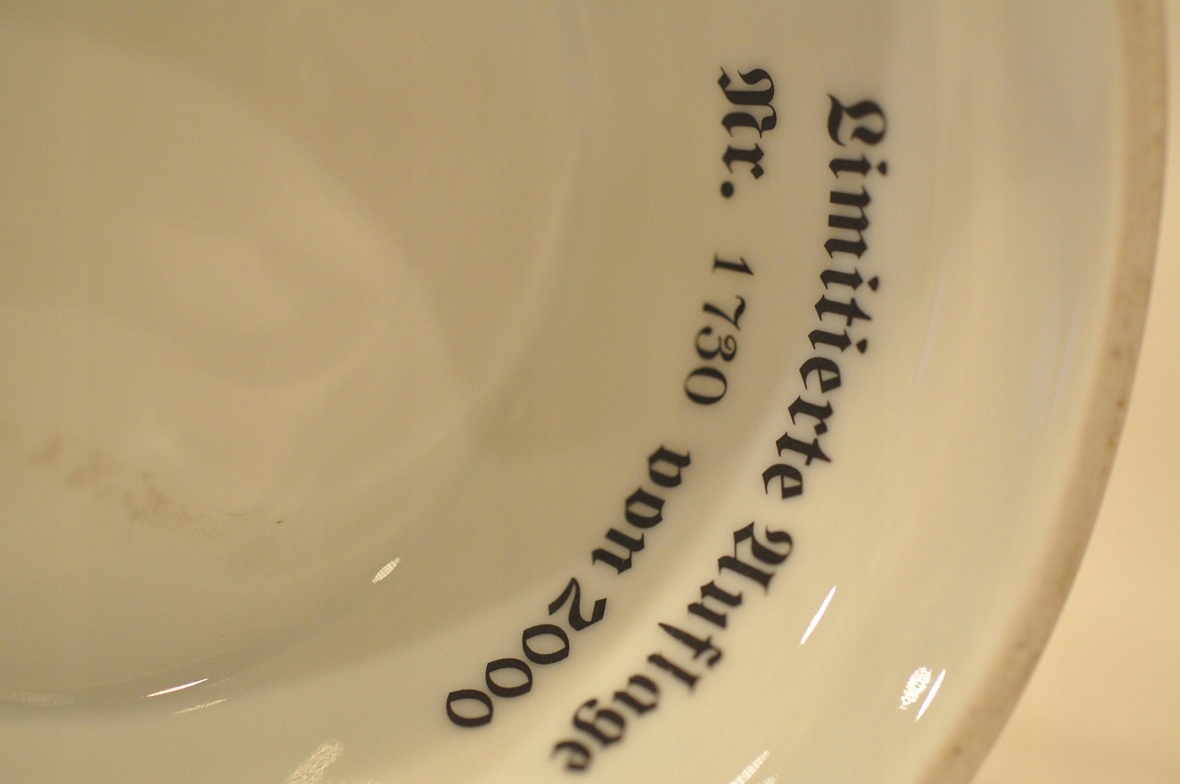 Limitierte Auflage
Nr. 1730 von 2000